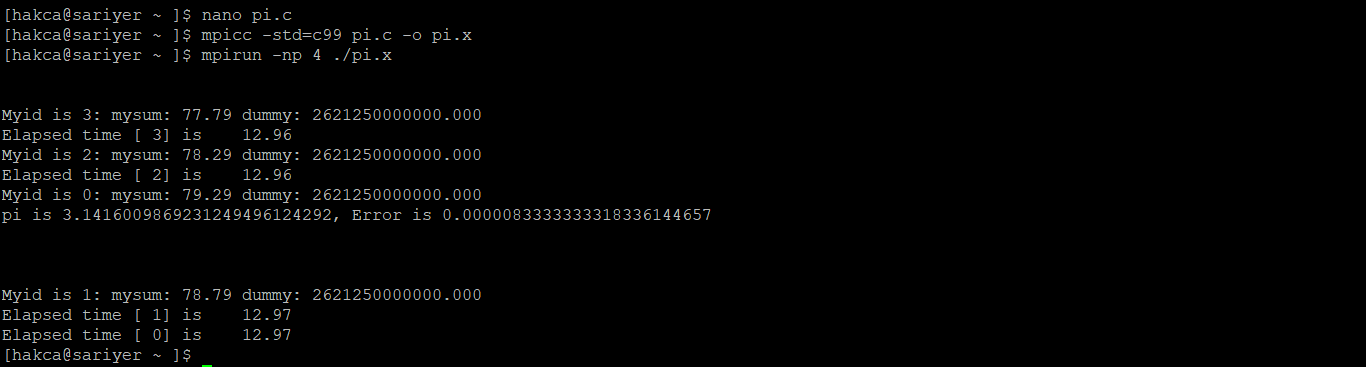 [hakca@sariyer ~ ]$ nano pi.c
[hakca@sariyer ~ ]$ mpicc -std=c99 pi.c -o pi.x
[hakca@sariyer ~ ]$ mpirun -np 4 ./pi.x
Myid is 3: mysum: 77.79 dummy: 2621250000000.000
Elapsed time [ 3] is    12.96
Myid is 2: mysum: 78.29 dummy: 2621250000000.000
Elapsed time [ 2] is    12.96
Myid is 0: mysum: 79.29 dummy: 2621250000000.000
pi is 3.1416009869231249496124292, Error is 0.0000083333333318336144657
Myid is 1: mysum: 78.79 dummy: 2621250000000.000
Elapsed time [ 1] is    12.97
Elapsed time [ 0] is    12.97
[hakca@sariyer ~ ]$